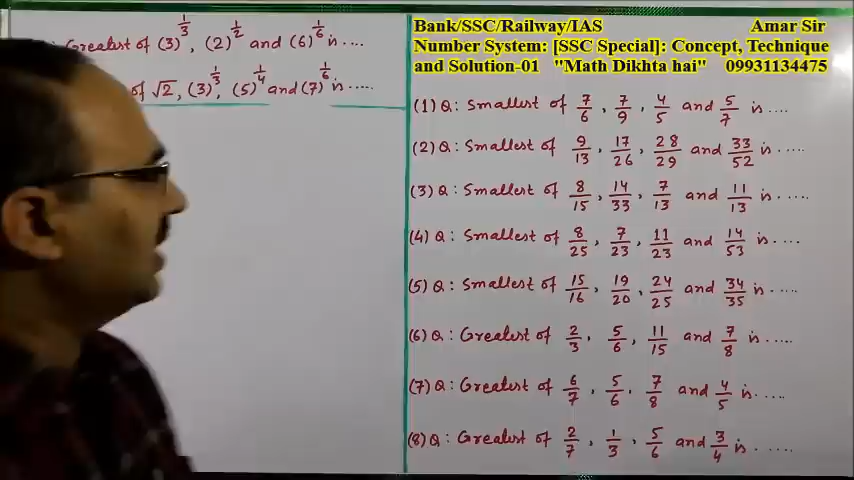 Greatest of (3)^1/3, (2)^1/2 and (6)^1/6 is....
of √2, (3)^1/3, (5)^1/4 and (7)^1/6 is.....
Bank/SSC/Railway/IAS Amar Sir
Number System: [SSC Special]: Concept, Technique
and Solution-01 "Math Dikhta hai" 09931134475
(1) Q: Smallest of 7/6, 7/9, 4/5 and 5/7 is....
(2) Q: Smallest of 9/13, 17/26, 28/29 and 33/52 is.....
(3) Q: Smallest of 8/15, 14/33, 7/13 and 11/13 is.....
(4) Q: Smallest of 8/25, 7/23, 11/23 and 14/53 is....
(5) Q: Smallest of 15/16, 19/20, 24/25 and 34/35 is.....
(6) Q: Greatest of 2/3, 5/6, 11/15 and 7/8 is.....
(7) Q: Greatest of 6/7, 5/6, 7/8 and 4/5 is.....
(8) Q: Greatest of 2/7, 1/3, 5/6 and 3/4 is.....